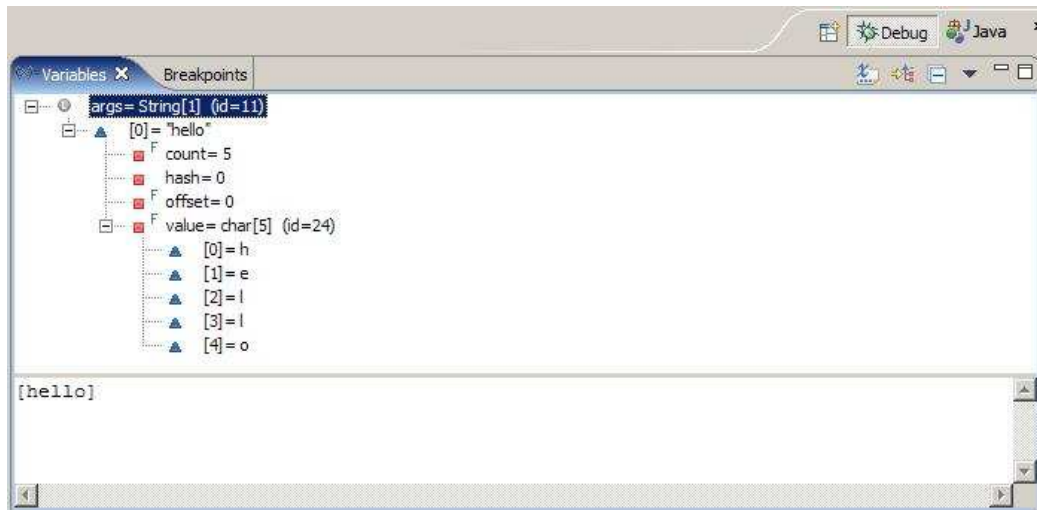 Debug Java
Variables Breakpoints
args= String[1] (id=11)
[0]= "hello"
F count= 5
hash= 0
F offset= 0
F value= char[5] (id=24)
[0]= h
[1]= e
[2]= l
[3]= l
[4]= o
[hello]